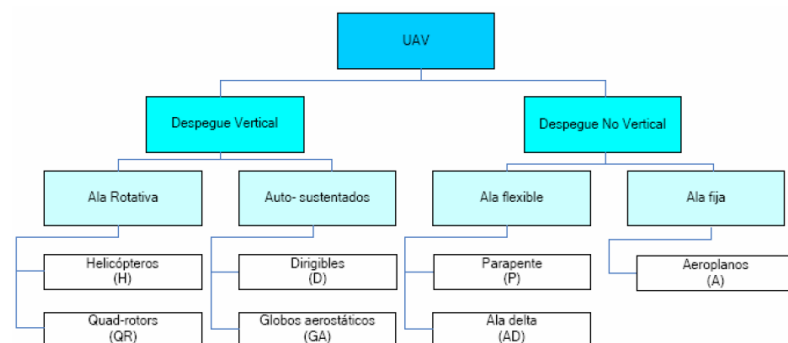 UAV
Despegue Vertical
Despegue No Vertical
Ala Rotativa
Auto- sustentados
Ala flexible
Ala fija
Helicópteros
(H)
Dirigibles
(D)
Parapente
(P)
Aeroplanos
(A)
Quad-rotors
(QR)
Globos aerostáticos
(GA)
Ala delta
(AD)